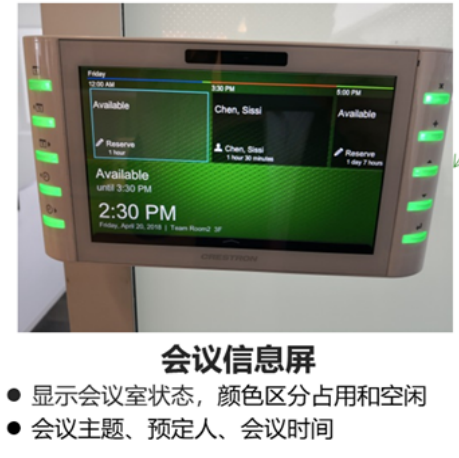 Friday
12:00 AM
3:30 PM
5:00 PM
Available
Chen, Sissi
Available
Reserve
1 hour
Chen, Sissi
1 hour 30 minutes
Reserve
1 day 7 hours
Available
until 3:30 PM
2:30 PM
Friday, April 20, 2018 | Team Room2 3F
CRESTRON
会议信息屏
● 显示会议室状态，颜色区分占用和空闲
● 会议主题、预定人、会议时间